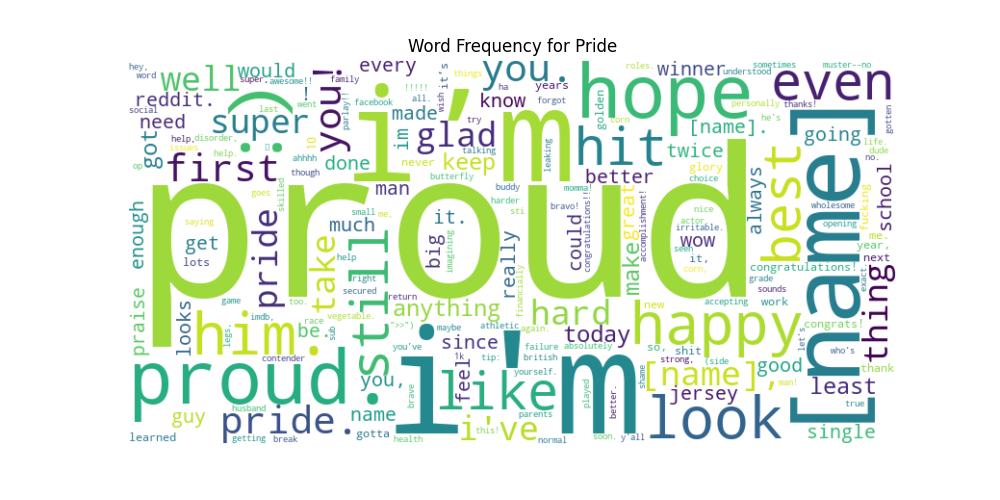 Word Frequency for Pride
hey,
word
well
would
every
you.
hope
winner
roles.
sometimes
understood
muster--no
even
super.
awesome!!
family
you!
!
:)
reddit.
social
need
got
super
last
went
parlay!!
facebook
!!!!!
all.
made
wish
it's
things
ha
years
know
forgot
golden
personally
thanks!
he's
gotten
i'm
im
glad
try
talking
leaking
hit
torn
[name].
going
[name]
help,
disorder,
issues
10
help.
op
first
ahhhh
though
done
never
keep
butterfly
twice
glory
choice
life.
no.
dude
proud
goes
skilled
man
buddy
momma!
better
best
always
wholesome
fucking
school
enough
saying
get
lots
pride
small
me,
much
help
it.
big
imagining
harder
sti
bravo!
could
congratulations!!
great
accomplishment!
make
nice
actor,
irritable.
wow
seen
it,
corn,
opening
me.
year,
next
exact,
thing
praise
take
still
right
secured
really
financially
congratulations!
grade
sounds
work
accepting
looks
game
too.
return
anything
hard
new
imdb,
race
vegetable.
">>")
him.
be
sub
legs,
maybe
athletic
again.
today
happy
congrats!
let's
who's
contender
you've
since
failure
british
absolutely
so,
shit
strong,
(side
good
thank
proud.
i'm
1k
tip:
feel
like
yourself.
shame
[name],
man!
least
you,
brave
husband
parents
played
better.
jersey
true
guy
pride.
name
gotta
i've
this!
normal
soon.
y'all
look
single
learned
getting
break
health